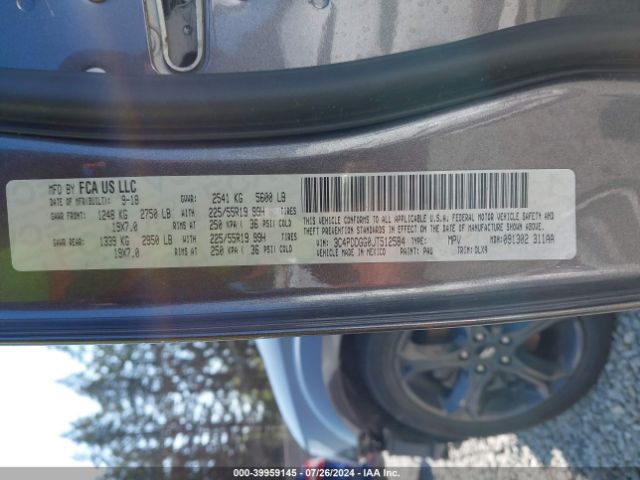 MFD BY FCA US LLC
DATE OF MFR(BUILT): 9-18 GVWR: 2541 KG 5600 LB
GAWR FRONT: 1248 KG 2750 LB WITH 225/55R19 99H TIRES
19X7.0 RIMS AT 250 KPA ( 36 PSI) COLD
GAWR REAR: 1339 KG 2950 LB WITH 225/55R19 99H TIRES
19X7.0 RIMS AT 250 KPA ( 36 PSI) COLD
THIS VEHICLE CONFORMS TO ALL APPLICABLE U.S.A. FEDERAL MOTOR VEHICLE SAFETY AND
THEFT PREVENTION STANDARDS IN EFFECT ON THE DATE OF MANUFACTURE SHOWN ABOVE.
VIN: 3C4PDDGG0JT512584 TYPE: MPV MDH: 091302 311AA
VEHICLE MADE IN MEXICO PAINT: PAU TRIM: DLX9
000-39959145 - 07/26/2024 - IAA Inc.